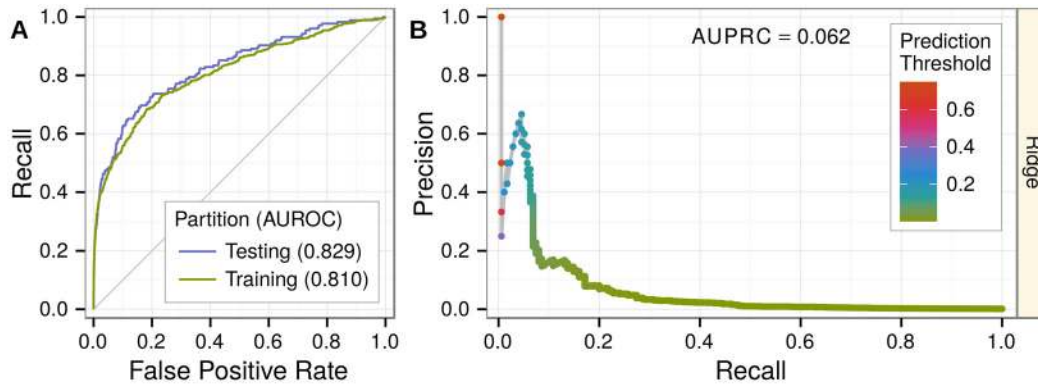 A
1.0
0.8
0.6
0.4
0.2
0.0
Recall
Partition (AUROC)
Testing (0.829)
Training (0.810)
0.0 0.2 0.4 0.6 0.8 1.0
False Positive Rate
B
1.0
0.8
0.6
0.4
0.2
0.0
Precision
AUPRC = 0.062
Prediction
Threshold
0.6
0.4
0.2
0.0 0.2 0.4 0.6 0.8 1.0
Recall
Ridge